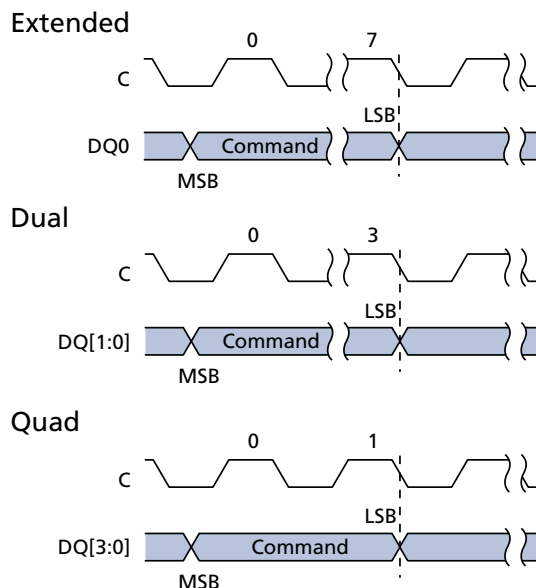 Extended
0 7
C
LSB
DQ0 Command
MSB
Dual
0 3
C
LSB
DQ[1:0] Command
MSB
Quad
0 1
C
LSB
DQ[3:0] Command
MSB